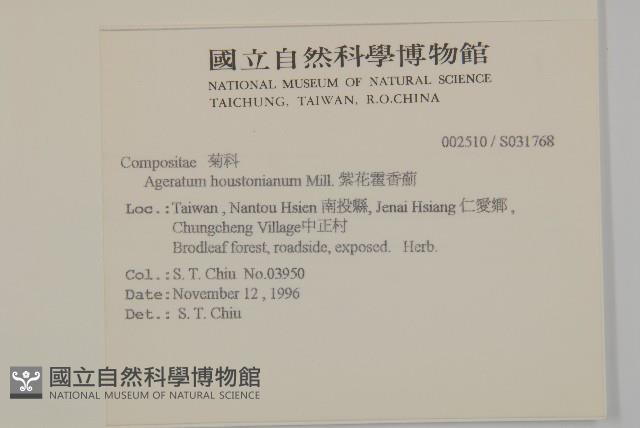 國立自然科學博物館
NATIONAL MUSEUM OF NATURAL SCIENCE
TAICHUNG, TAIWAN, R.O.CHINA
002510 / S031768
Compositae 菊科
Ageratum houstonianum Mill. 紫花藿香薊
Loc.: Taiwan , Nantou Hsien 南投縣, Jenai Hsiang 仁愛鄉 ,
Chungcheng Village中正村
Brodleaf forest, roadside, exposed. Herb.
Col.: S. T. Chiu No.03950
Date: November 12 , 1996
Det.: S. T. Chiu
國立自然科學博物館
NATIONAL MUSEUM OF NATURAL SCIENCE